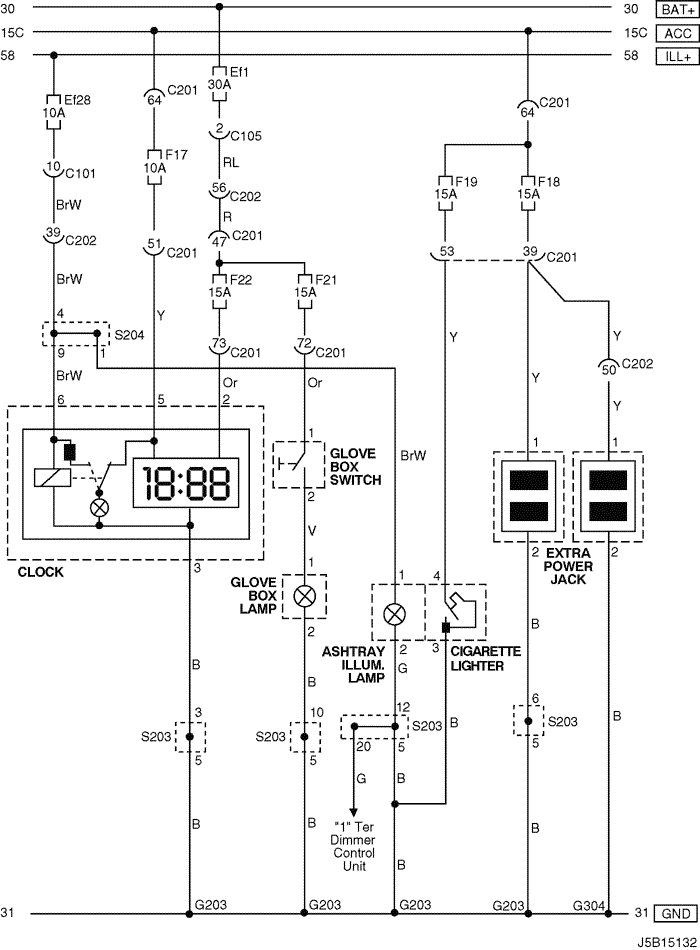 30 30 BAT+
15C 15C ACC
58 58 ILL+
Ef1
30A
Ef28
10A
C201
64
C201
64
2
C105
F17
10A
RL
10
C101
F19
15A
F18
15A
56
C202
BrW
R
39
C202
47
C201
51
C201
53
39
C201
BrW
F22
15A
F21
15A
4
Y
S204
9
1
Y
Y
73
C201
72
C201
50
C202
BrW
Or
Or
Y
Y
6
5
2
1
1
1
GLOVE
BOX
SWITCH
BrW
18:88
2
V
2
2
EXTRA
POWER
JACK
CLOCK
3
1
GLOVE
BOX
LAMP
1
4
2
B
ASHTRAY
ILLUM.
LAMP
2
3
CIGARETTE
LIGHTER
B
B
G
3
10
12
6
S203
S203
S203
S203
B
B
5
5
20
5
5
G
B
B
B
"1" Ter
Dimmer
Control
Unit
B
B
31 G203 G203 G203 G203 G304 31 GND
J5B15132